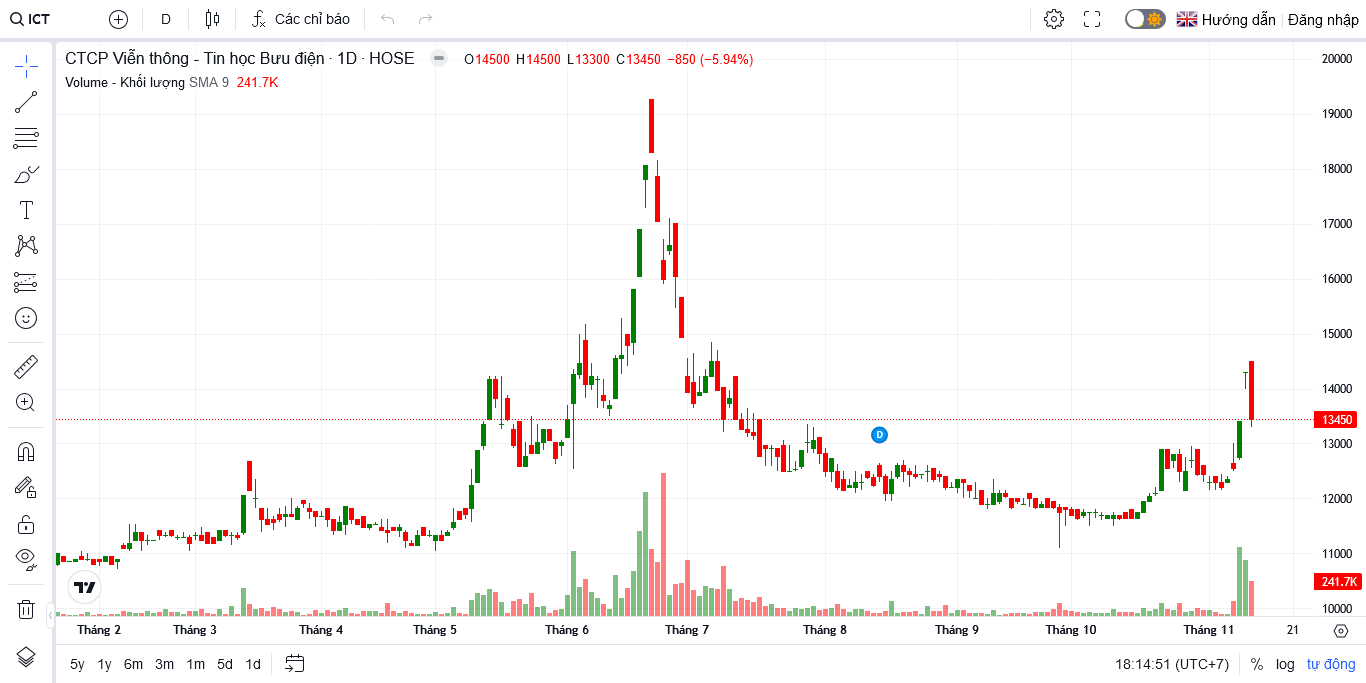 ICT D Các chỉ báo Hướng dẫn Đăng nhập
CTCP Viễn thông - Tin học Bưu điện · 1D · HOSE O14500 H14500 L13300 C13450 −850 (−5.94%)
Volume - Khối lượng SMA 9 241.7K
20000
19000
18000
17000
16000
15000
14000
13450
13000
12000
11000
241.7K
10000
D
Tháng 2 Tháng 3 Tháng 4 Tháng 5 Tháng 6 Tháng 7 Tháng 8 Tháng 9 Tháng 10 Tháng 11 21
5y 1y 6m 3m 1m 5d 1d 18:14:51 (UTC+7) % log tự động